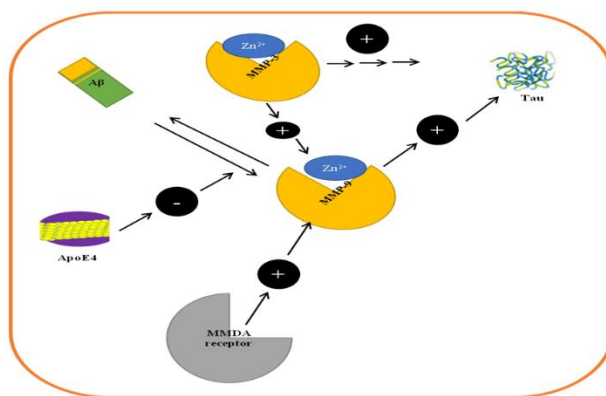 Zn²⁺
MMP-3
+
Aβ
Tau
+
+
Zn²⁺
MMP-9
-
ApoE4
+
MMDA
receptor